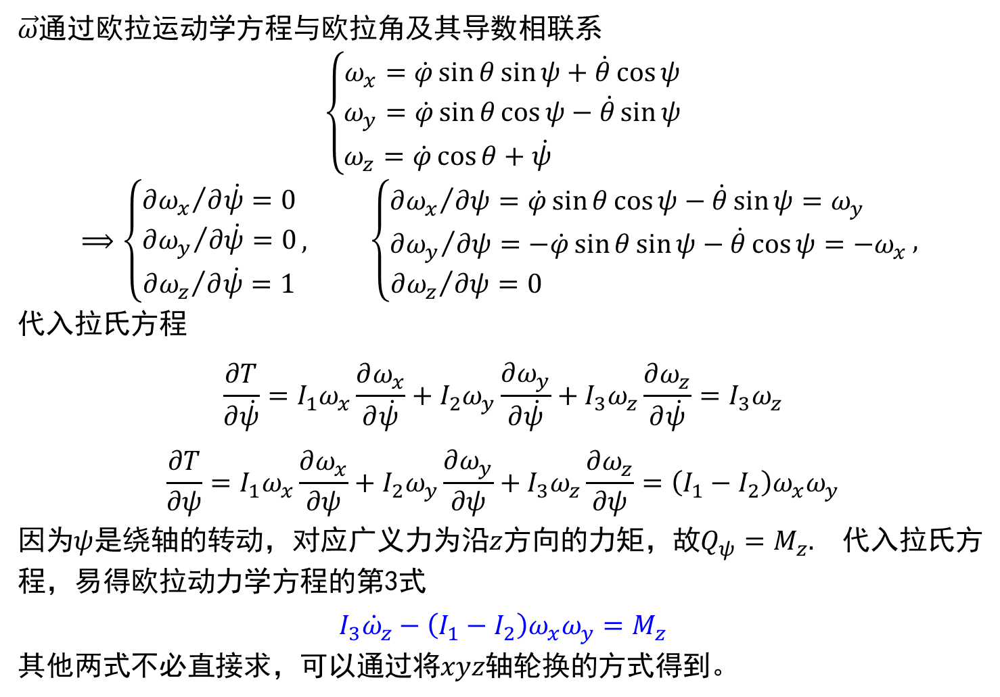 $\vec{\omega}$通过欧拉运动学方程与欧拉角及其导数相联系
$\begin{cases} \omega_x = \dot{\varphi} \sin\theta \sin\psi + \dot{\theta} \cos\psi \\ \omega_y = \dot{\varphi} \sin\theta \cos\psi - \dot{\theta} \sin\psi \\ \omega_z = \dot{\varphi} \cos\theta + \dot{\psi} \end{cases}$
$\Longrightarrow \begin{cases} \partial\omega_x/\partial\dot{\psi} = 0 \\ \partial\omega_y/\partial\dot{\psi} = 0 \\ \partial\omega_z/\partial\dot{\psi} = 1 \end{cases}, \quad \begin{cases} \partial\omega_x/\partial\psi = \dot{\varphi} \sin\theta \cos\psi - \dot{\theta} \sin\psi = \omega_y \\ \partial\omega_y/\partial\psi = -\dot{\varphi} \sin\theta \sin\psi - \dot{\theta} \cos\psi = -\omega_x \\ \partial\omega_z/\partial\psi = 0 \end{cases},$
代入拉氏方程
$\frac{\partial T}{\partial\dot{\psi}} = I_1\omega_x\frac{\partial\omega_x}{\partial\dot{\psi}} + I_2\omega_y\frac{\partial\omega_y}{\partial\dot{\psi}} + I_3\omega_z\frac{\partial\omega_z}{\partial\dot{\psi}} = I_3\omega_z$
$\frac{\partial T}{\partial\psi} = I_1\omega_x\frac{\partial\omega_x}{\partial\psi} + I_2\omega_y\frac{\partial\omega_y}{\partial\psi} + I_3\omega_z\frac{\partial\omega_z}{\partial\psi} = (I_1 - I_2)\omega_x\omega_y$
因为$\psi$是绕轴的转动，对应广义力为沿$z$方向的力矩，故$Q_\psi = M_z$. 代入拉氏方
程，易得欧拉动力学方程的第3式
$I_3\dot{\omega}_z - (I_1 - I_2)\omega_x\omega_y = M_z$
其他两式不必直接求，可以通过将$xyz$轴轮换的方式得到。